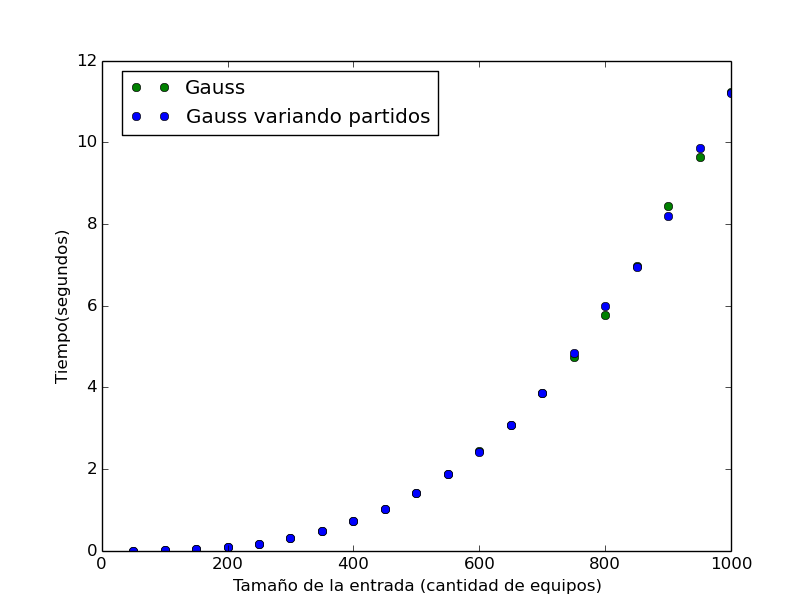 12
10
8
6
4
2
0
Tiempo(segundos)
Gauss
Gauss variando partidos
0 200 400 600 800 1000
Tamaño de la entrada (cantidad de equipos)